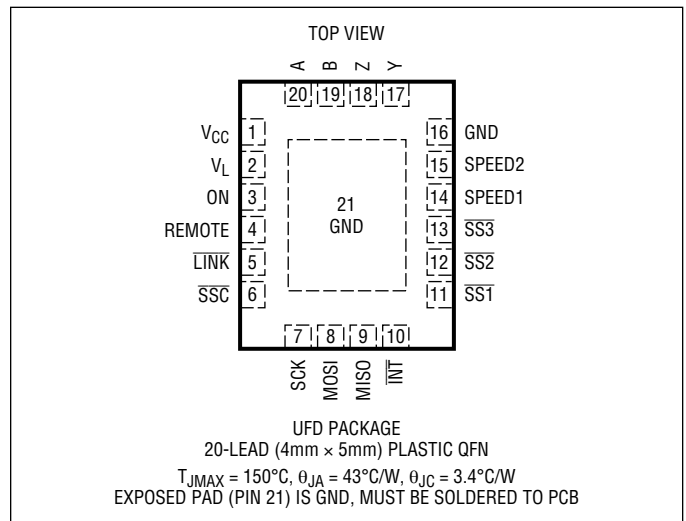 TOP VIEW
A B Z Y
20 19 18 17
VCC 1
VL 2
ON 3
REMOTE 4
LINK 5
SSC 6
16 GND
15 SPEED2
14 SPEED1
13 SS3
12 SS2
11 SS1
21
GND
7 8 9 10
SCK MOSI MISO INT
UFD PACKAGE
20-LEAD (4mm × 5mm) PLASTIC QFN
TJMAX = 150°C, θJA = 43°C/W, θJC = 3.4°C/W
EXPOSED PAD (PIN 21) IS GND, MUST BE SOLDERED TO PCB